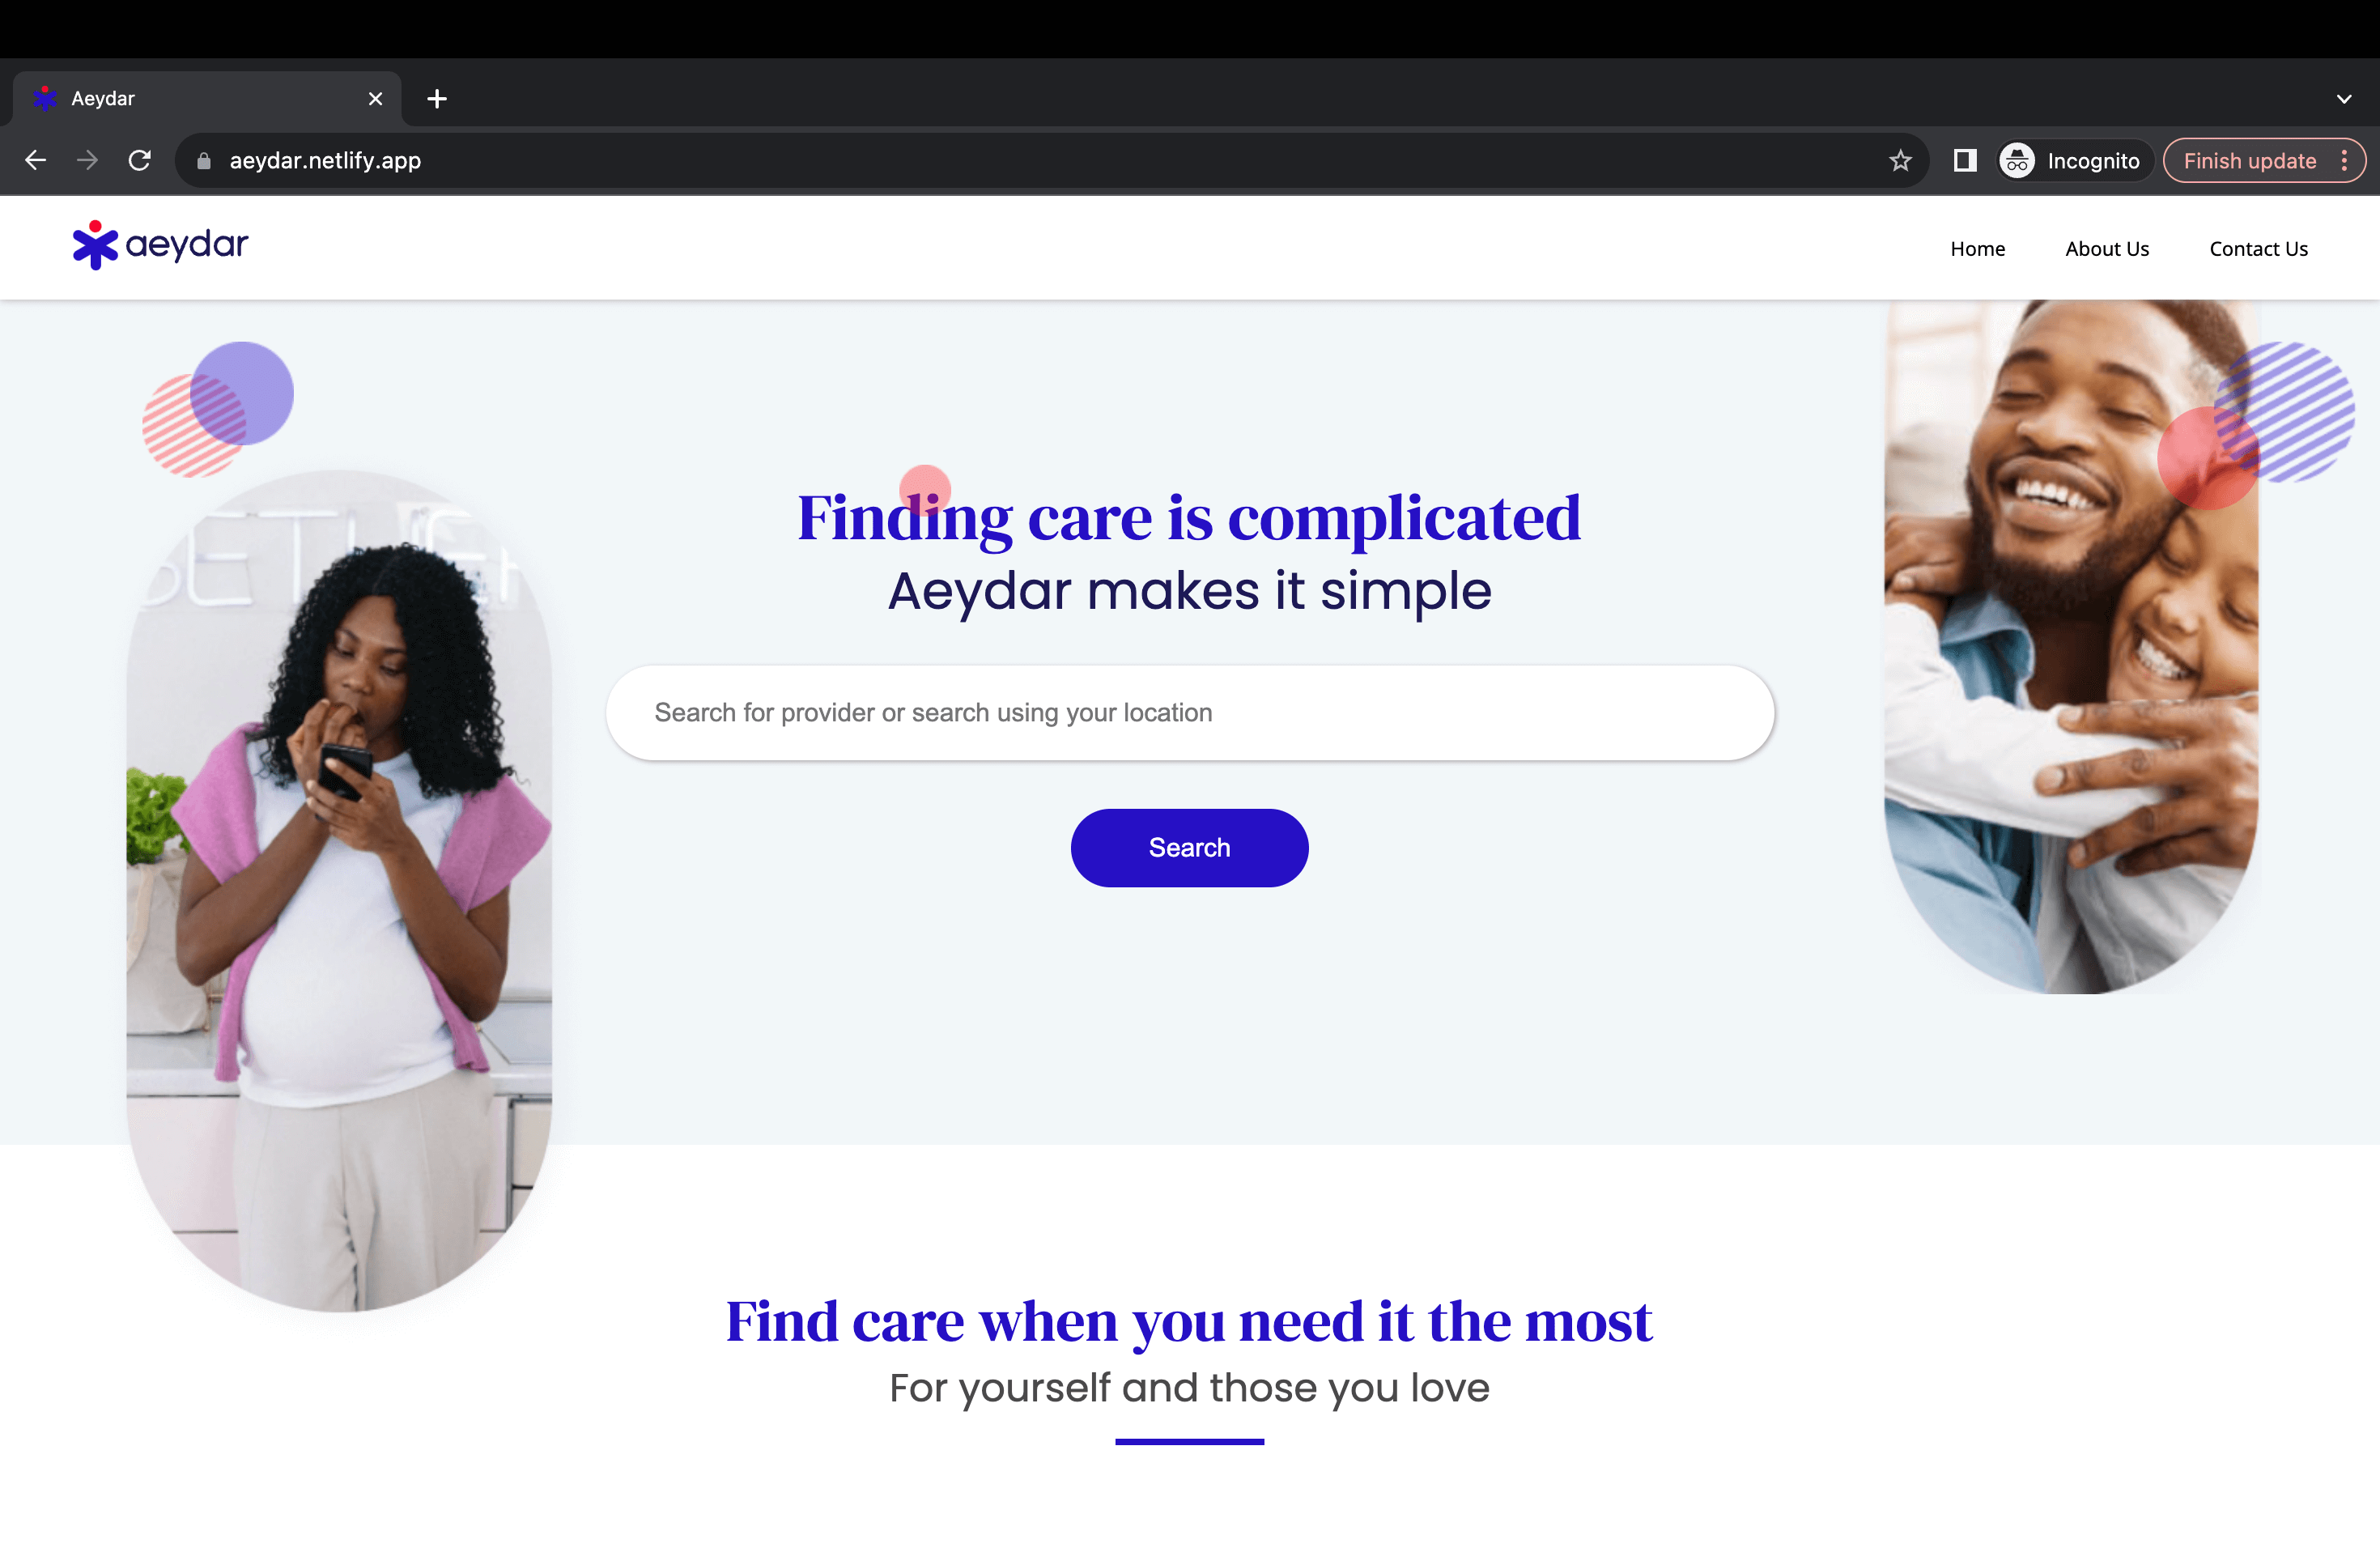 Aeydar
aeydar.netlify.app
Incognito
Finish update
aeydar
Home
About Us
Contact Us
Finding care is complicated
Aeydar makes it simple
Search for provider or search using your location
Search
Find care when you need it the most
For yourself and those you love